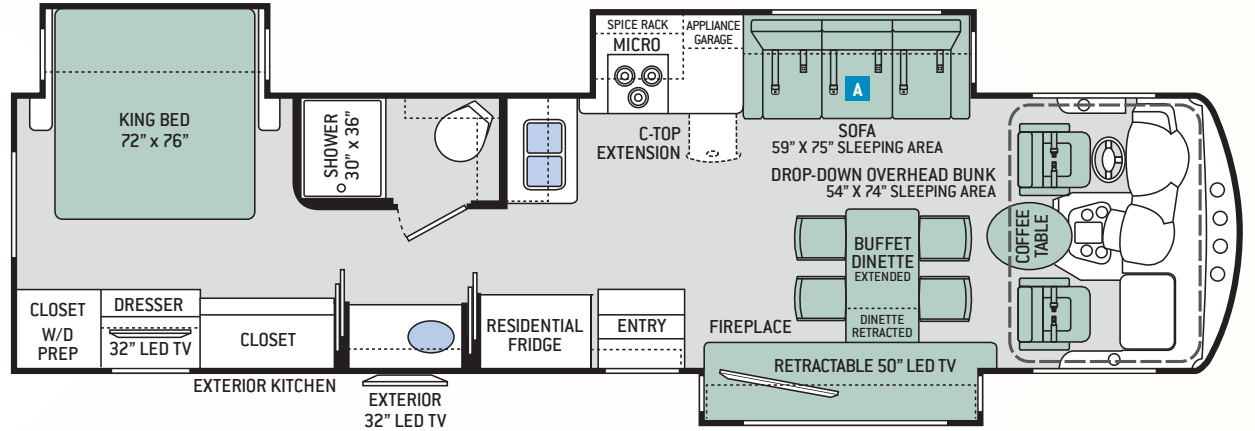 SPICE RACK
APPLIANCE
GARAGE
MICRO
A
KING BED
72” x 76”
SHOWER
30” x 36”
C-TOP
EXTENSION
SOFA
59” X 75” SLEEPING AREA
DROP-DOWN OVERHEAD BUNK
54” X 74” SLEEPING AREA
COFFEE
TABLE
BUFFET
DINETTE
EXTENDED
DINETTE
RETRACTED
CLOSET
W/D
PREP
DRESSER
32” LED TV
CLOSET
RESIDENTIAL
FRIDGE
ENTRY
FIREPLACE
RETRACTABLE 50” LED TV
EXTERIOR KITCHEN
EXTERIOR
32” LED TV